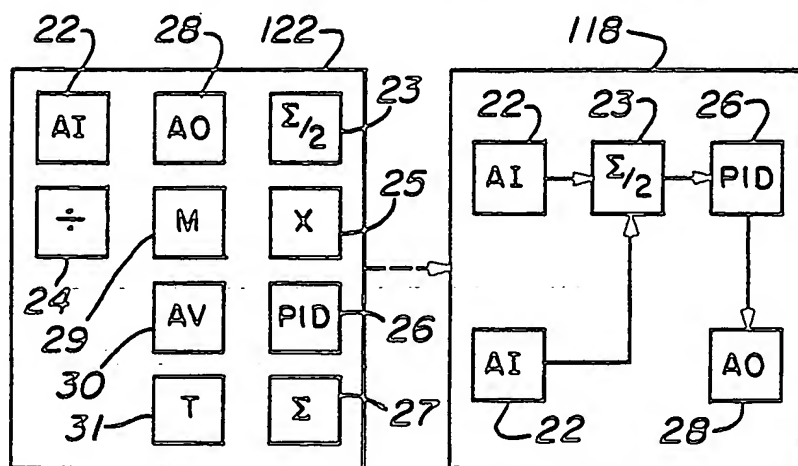 22 28 122 118
AI AO Σ/2 23
22 23 26
AI Σ/2 PID
÷ M X 25
24
29
AV PID 26
30
AI AO
T Σ 27
31
22 28